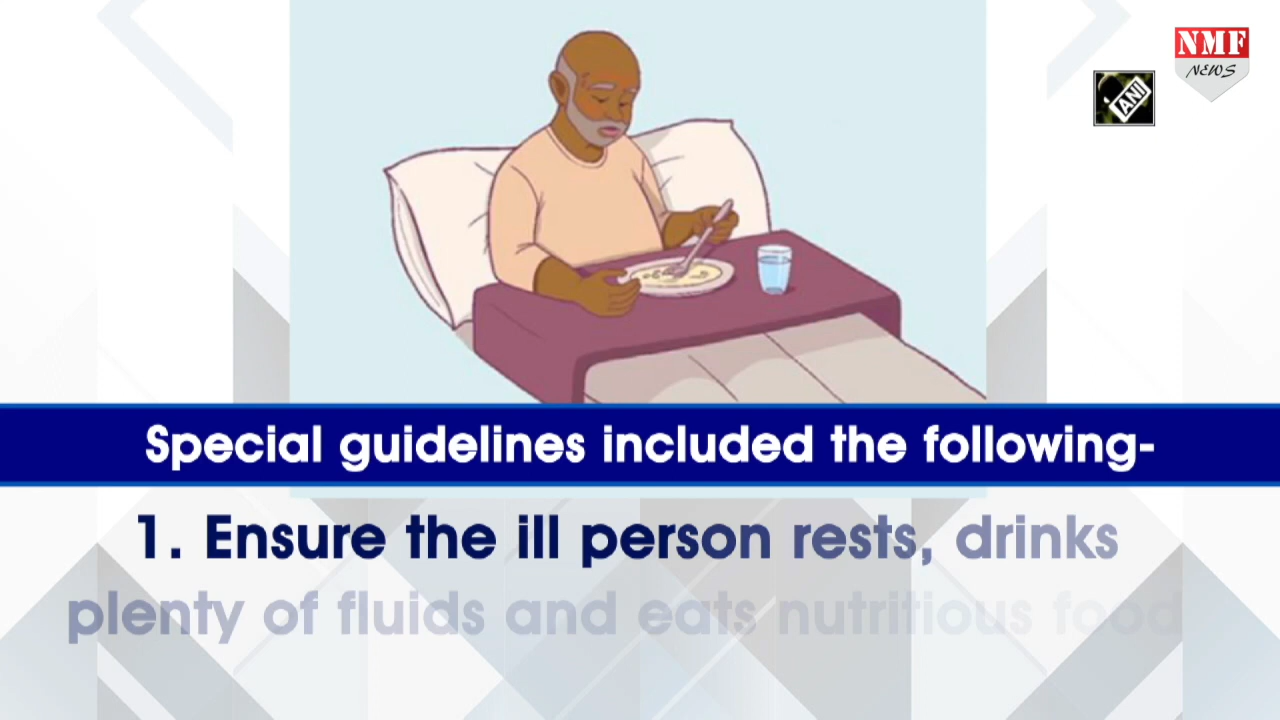 NMF
NEWS
ANI
Special guidelines included the following-
1. Ensure the ill person rests, drinks
plenty of fluids and eats nutritious food